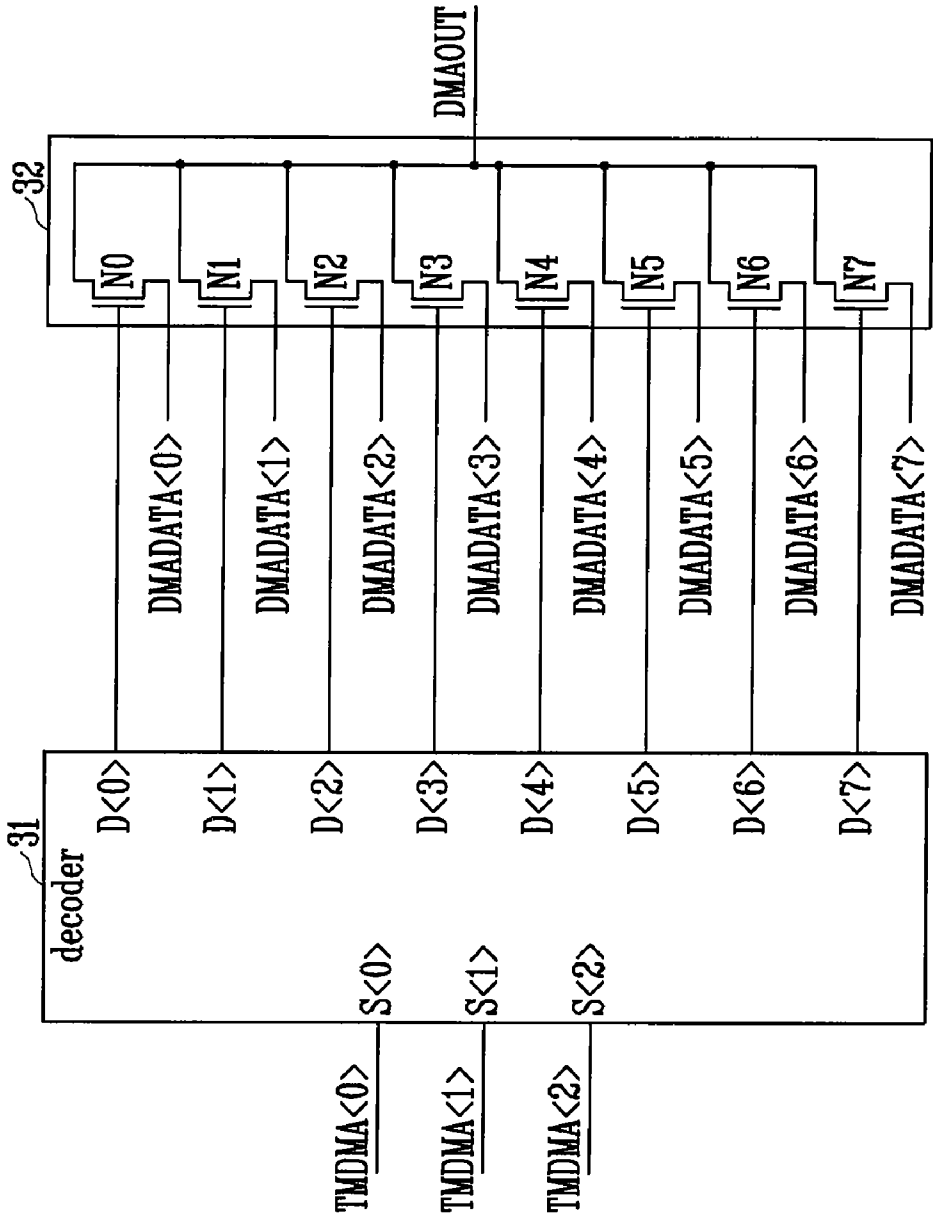 31
decoder
TMDMA<0>
TMDMA<1>
TMDMA<2>
S<0>
S<1>
S<2>
D<0>
D<1>
D<2>
D<3>
D<4>
D<5>
D<6>
D<7>
DMADATA<0>
DMADATA<1>
DMADATA<2>
DMADATA<3>
DMADATA<4>
DMADATA<5>
DMADATA<6>
DMADATA<7>
32
N0
N1
N2
N3
N4
N5
N6
N7
DMAOUT